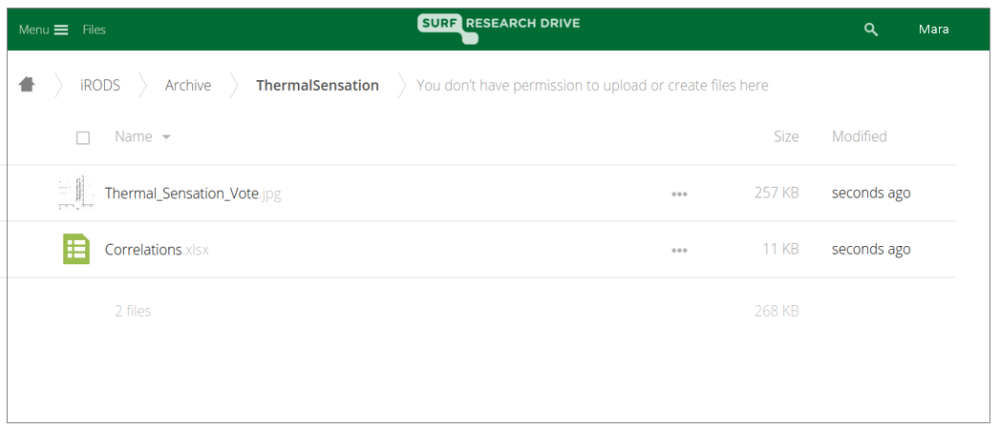 Menu Files SURF RESEARCH DRIVE Mara
iRODS Archive ThermalSensation You don't have permission to upload or create files here
Name Size Modified
Thermal_Sensation_Vote.jpg ••• 257 KB seconds ago
Correlations.xlsx ••• 11 KB seconds ago
2 files 268 KB